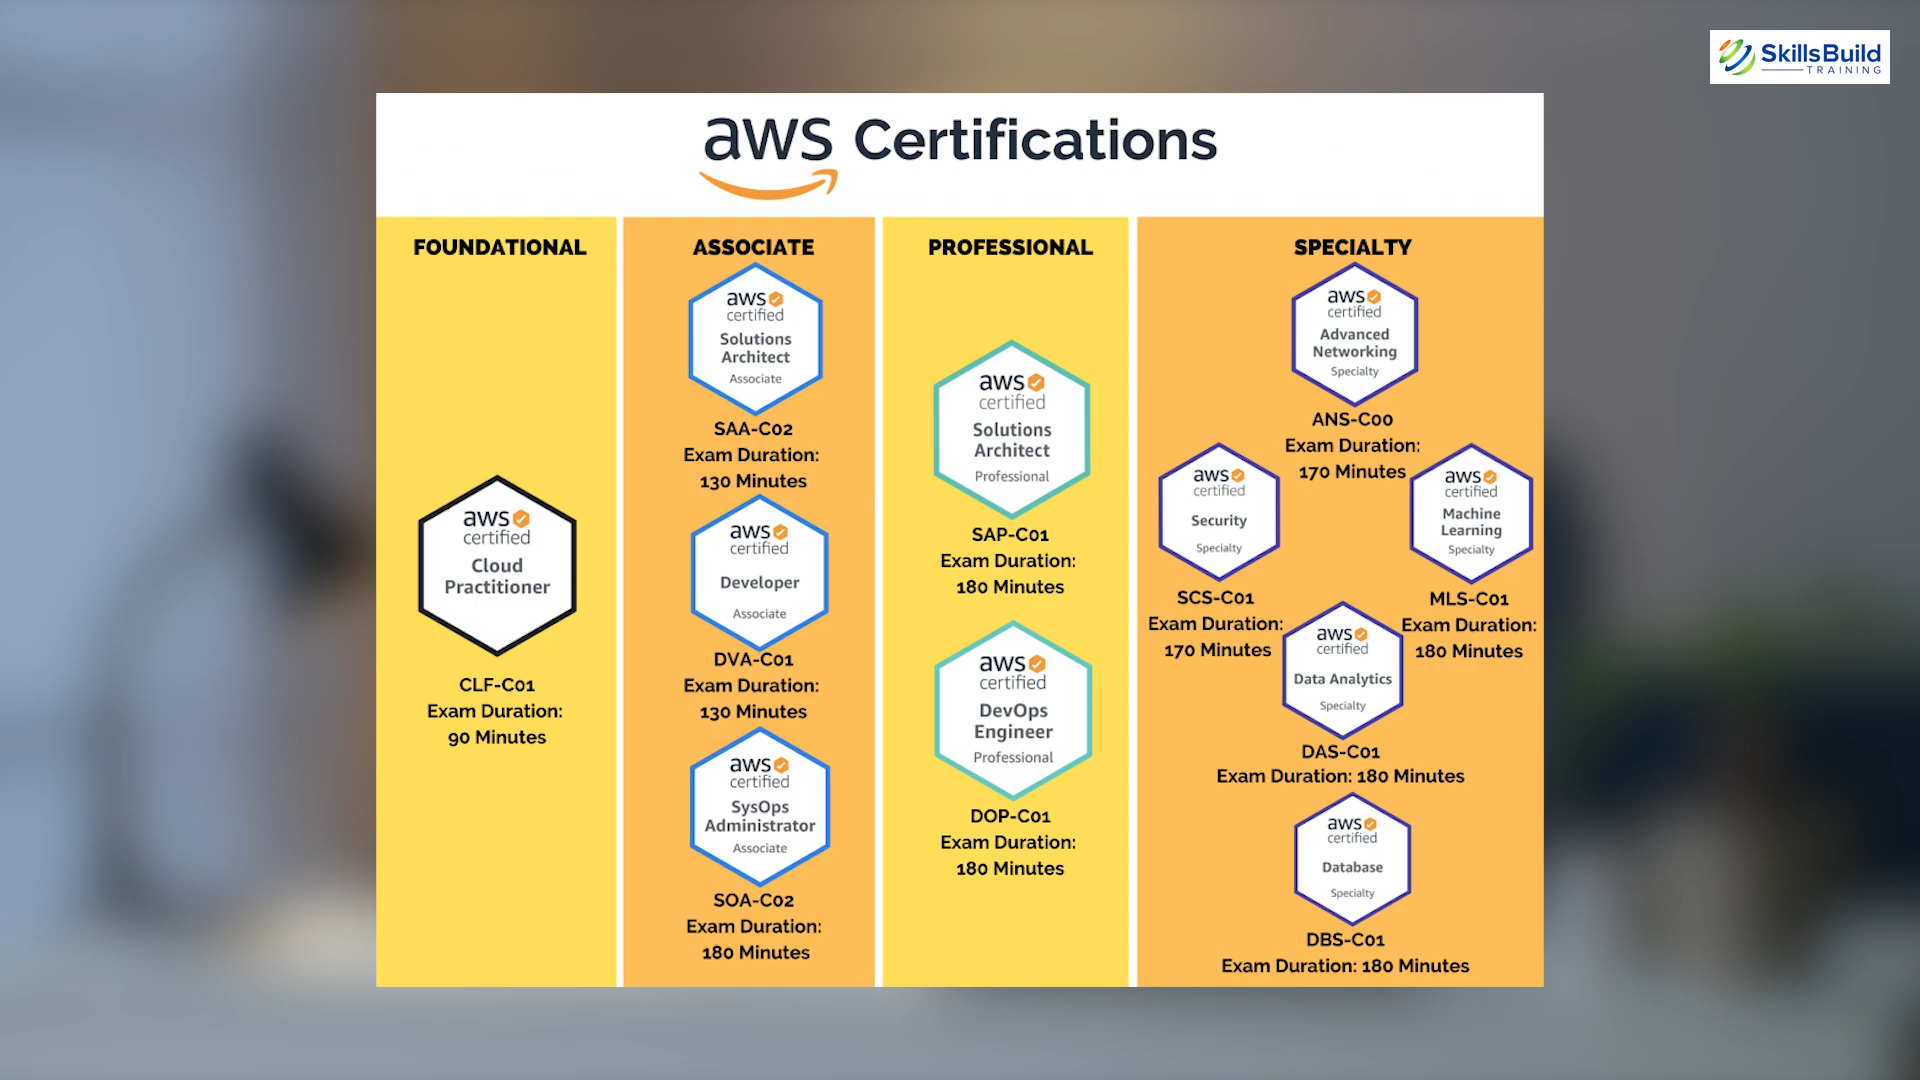 SkillsBuild
TRAINING
aws Certifications
FOUNDATIONAL
aws
certified
Cloud
Practitioner
CLF-C01
Exam Duration:
90 Minutes
ASSOCIATE
aws
certified
Solutions
Architect
Associate
SAA-C02
Exam Duration:
130 Minutes
aws
certified
Developer
Associate
DVA-C01
Exam Duration:
130 Minutes
aws
certified
SysOps
Administrator
Associate
SOA-C02
Exam Duration:
180 Minutes
PROFESSIONAL
aws
certified
Solutions
Architect
Professional
SAP-C01
Exam Duration:
180 Minutes
aws
certified
DevOps
Engineer
Professional
DOP-C01
Exam Duration:
180 Minutes
SPECIALTY
aws
certified
Advanced
Networking
Specialty
ANS-C00
Exam Duration:
170 Minutes
aws
certified
Security
Specialty
SCS-C01
Exam Duration:
170 Minutes
aws
certified
Machine
Learning
Specialty
MLS-C01
Exam Duration:
180 Minutes
aws
certified
Data Analytics
Specialty
DAS-C01
Exam Duration: 180 Minutes
aws
certified
Database
Specialty
DBS-C01
Exam Duration: 180 Minutes